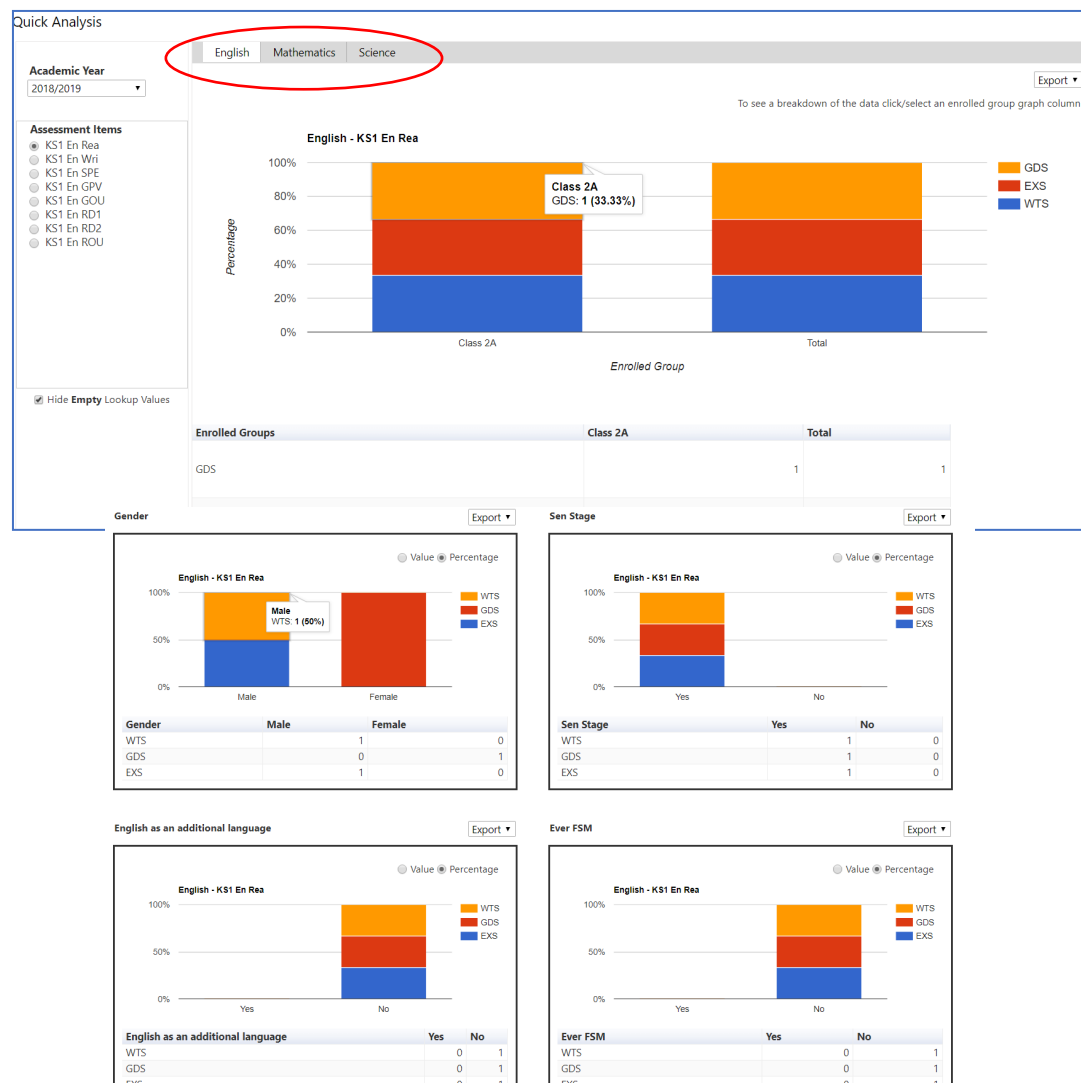 Quick Analysis
English Mathematics Science
Academic Year
2018/2019
Export
To see a breakdown of the data click/select an enrolled group graph column
Assessment Items
KS1 En Rea
KS1 En Wri
KS1 En SPE
KS1 En GPV
KS1 En GOU
KS1 En RD1
KS1 En RD2
KS1 En ROU
Hide Empty Lookup Values
English - KS1 En Rea
100%
80%
60%
40%
20%
0%
Percentage
Class 2A
GDS: 1 (33.33%)
GDS
EXS
WTS
Class 2A Total
Enrolled Group
Enrolled Groups Class 2A Total
GDS 1 1
Gender Export
Value Percentage
English - KS1 En Rea
100%
50%
0%
Male
WTS: 1 (50%)
WTS
GDS
EXS
Male Female
Gender Male Female
WTS 1 0
GDS 0 1
EXS 1 0
Sen Stage Export
Value Percentage
English - KS1 En Rea
100%
50%
0%
WTS
GDS
EXS
Yes No
Sen Stage Yes No
WTS 1 0
GDS 1 0
EXS 1 0
English as an additional language Export
Value Percentage
English - KS1 En Rea
100%
50%
0%
WTS
GDS
EXS
Yes No
English as an additional language Yes No
WTS 0 1
GDS 0 1
EXS 0 1
Ever FSM Export
Value Percentage
English - KS1 En Rea
100%
50%
0%
WTS
GDS
EXS
Yes No
Ever FSM Yes No
WTS 0 1
GDS 0 1
EXS 0 1